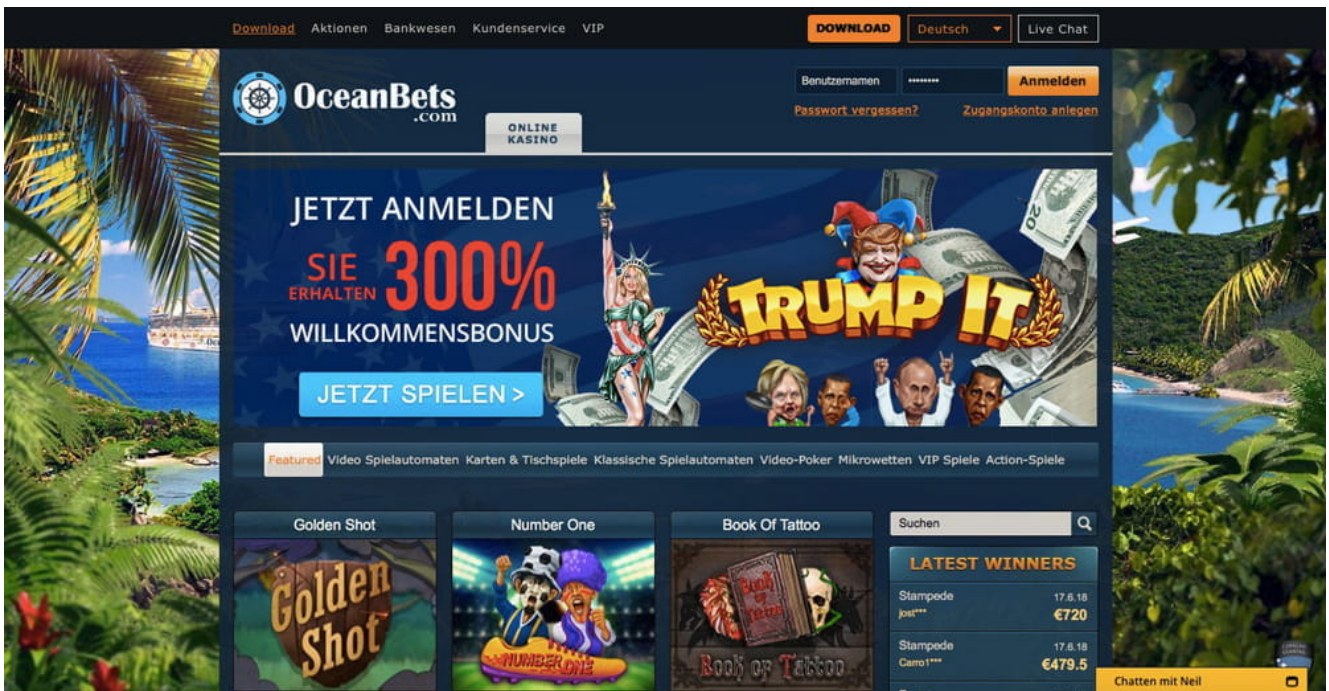 Download Aktionen Bankwesen Kundenservice VIP
DOWNLOAD Deutsch Live Chat
OceanBets
.com
ONLINE
KASINO
Benutzernamen •••••••• Anmelden
Passwort vergessen? Zugangskonto anlegen
JETZT ANMELDEN
SIE
ERHALTEN
300%
WILLKOMMENSBONUS
JETZT SPIELEN >
20
TRUMP IT
Featured Video Spielautomaten Karten & Tischspiele Klassische Spielautomaten Video-Poker Mikrowetten VIP Spiele Action-Spiele
Golden Shot
Golden
Shot
Number One
NUMBER ONE
Book Of Tattoo
Book
of
Tattoo
Book of Tattoo
Suchen
LATEST WINNERS
Stampede 17.6.18
jost*** €720
Stampede 17.6.18
Carro1*** €479.5
Chatten mit Neil